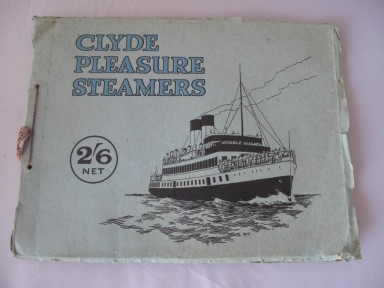 CLYDE
PLEASURE
STEAMERS
2/6
NET